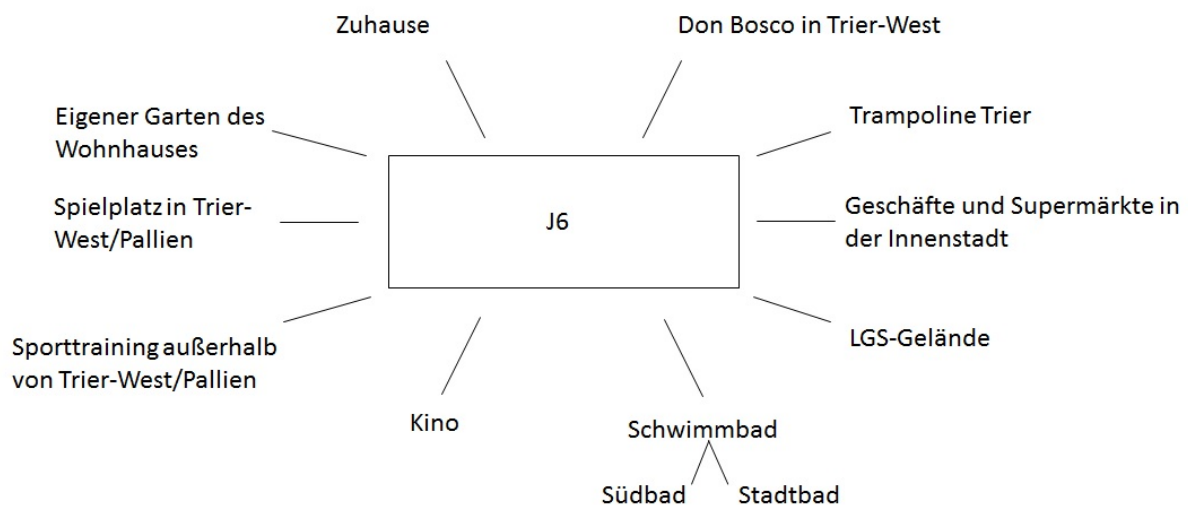 Zuhause
Don Bosco in Trier-West
Eigener Garten des
Wohnhauses
Trampoline Trier
Spielplatz in Trier-
West/Pallien
J6
Geschäfte und Supermärkte in
der Innenstadt
Sporttraining außerhalb
von Trier-West/Pallien
LGS-Gelände
Kino
Schwimmbad
Südbad
Stadtbad